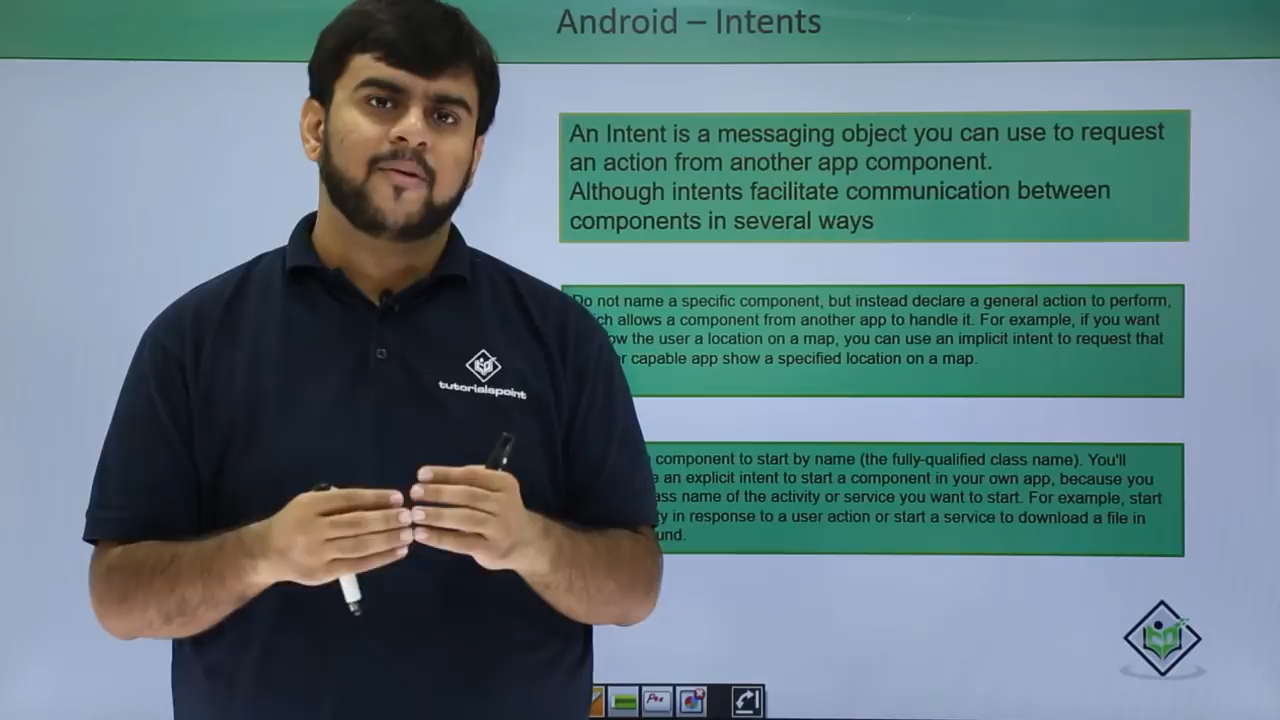 Android – Intents
An Intent is a messaging object you can use to request
an action from another app component.
Although intents facilitate communication between
components in several ways
Do not name a specific component, but instead declare a general action to perform,
ch allows a component from another app to handle it. For example, if you want
ow the user a location on a map, you can use an implicit intent to request that
r capable app show a specified location on a map.
tutorialspoint
component to start by name (the fully-qualified class name). You'll
an explicit intent to start a component in your own app, because you
ass name of the activity or service you want to start. For example, start
y in response to a user action or start a service to download a file in
und.
Pen